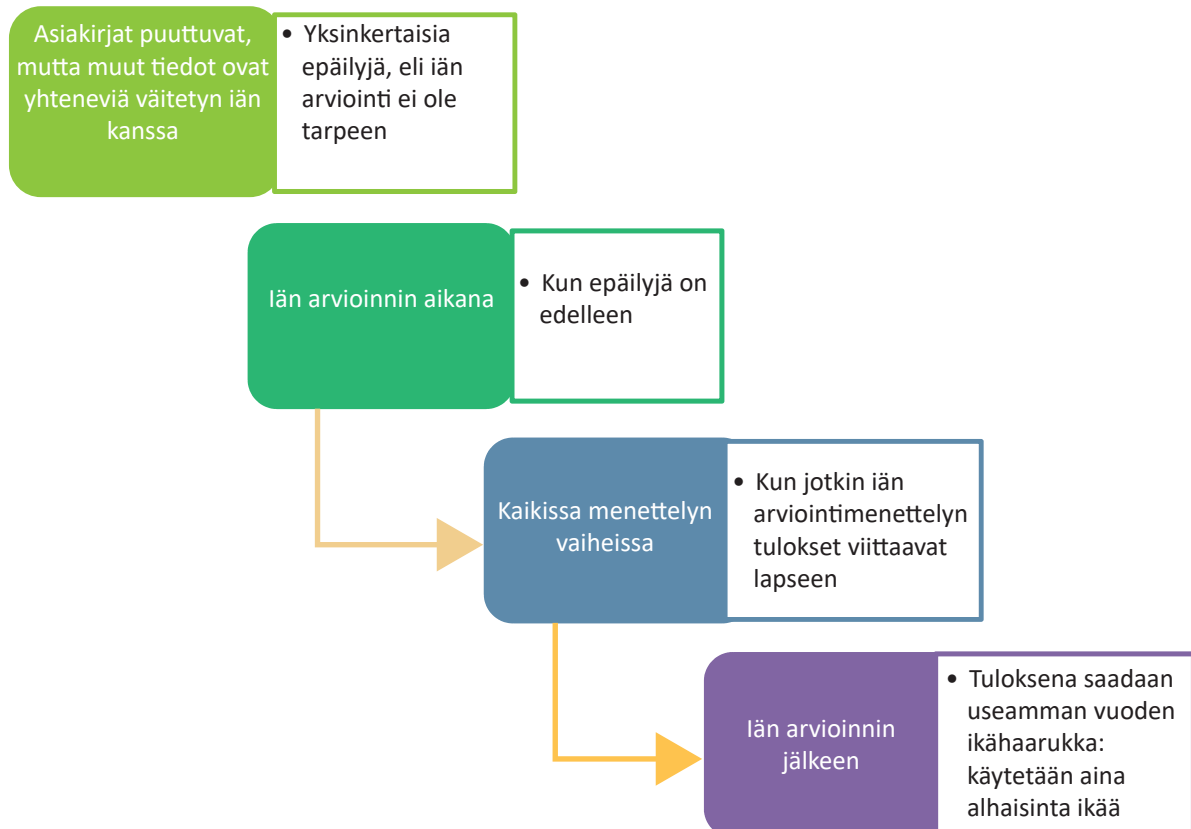 Asiakirjat puuttuvat,
mutta muut tiedot ovat
yhteneviä väitetyn iän
kanssa
• Yksinkertaisia
epäilyjä, eli iän
arviointi ei ole
tarpeen
Iän arvioinnin aikana
• Kun epäilyjä on
edelleen
Kaikissa menettelyn
vaiheissa
• Kun jotkin iän
arviointimenettelyn
tulokset viittaavat
lapseen
Iän arvioinnin
jälkeen
• Tuloksena saadaan
useamman vuoden
ikähaarukka:
käytetään aina
alhaisinta ikää